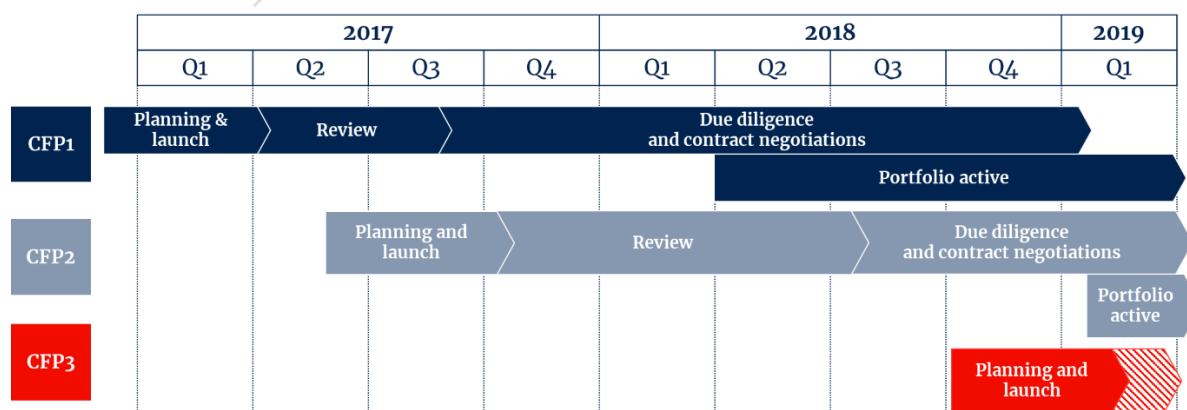 2017 2018 2019
Q1 Q2 Q3 Q4 Q1 Q2 Q3 Q4 Q1
CFP1
Planning &
launch
Review
Due diligence
and contract negotiations
Portfolio active
CFP2
Planning and
launch
Review
Due diligence
and contract negotiations
Portfolio
active
CFP3
Planning and
launch